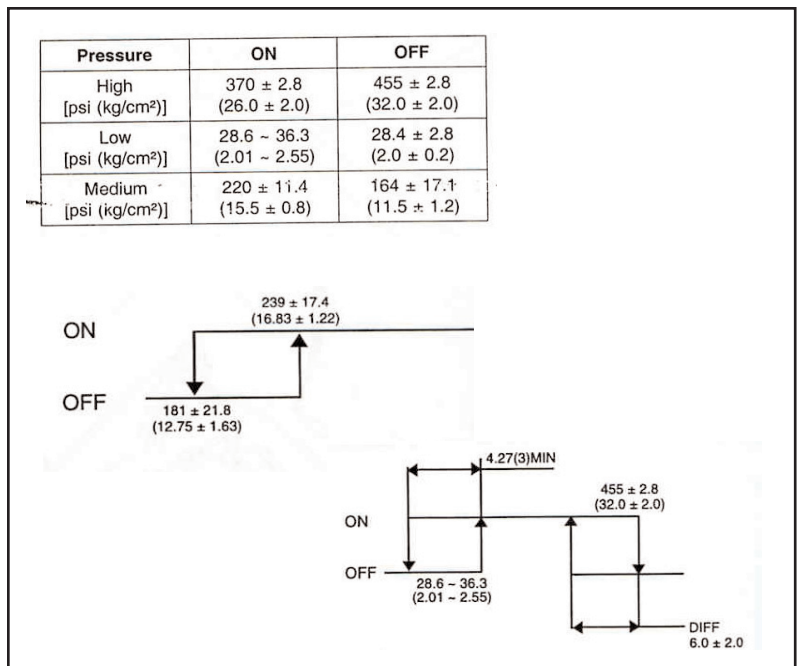 Pressure ON OFF
High 370 ± 2.8 455 ± 2.8
[psi (kg/cm²)] (26.0 ± 2.0) (32.0 ± 2.0)
Low 28.6 ~ 36.3 28.4 ± 2.8
[psi (kg/cm²)] (2.01 ~ 2.55) (2.0 ± 0.2)
Medium 220 ± 11.4 164 ± 17.1
[psi (kg/cm²)] (15.5 ± 0.8) (11.5 ± 1.2)
239 ± 17.4
(16.83 ± 1.22)
ON
OFF
181 ± 21.8
(12.75 ± 1.63)
4.27(3)MIN
455 ± 2.8
(32.0 ± 2.0)
ON
OFF
28.6 ~ 36.3
(2.01 ~ 2.55)
DIFF
6.0 ± 2.0